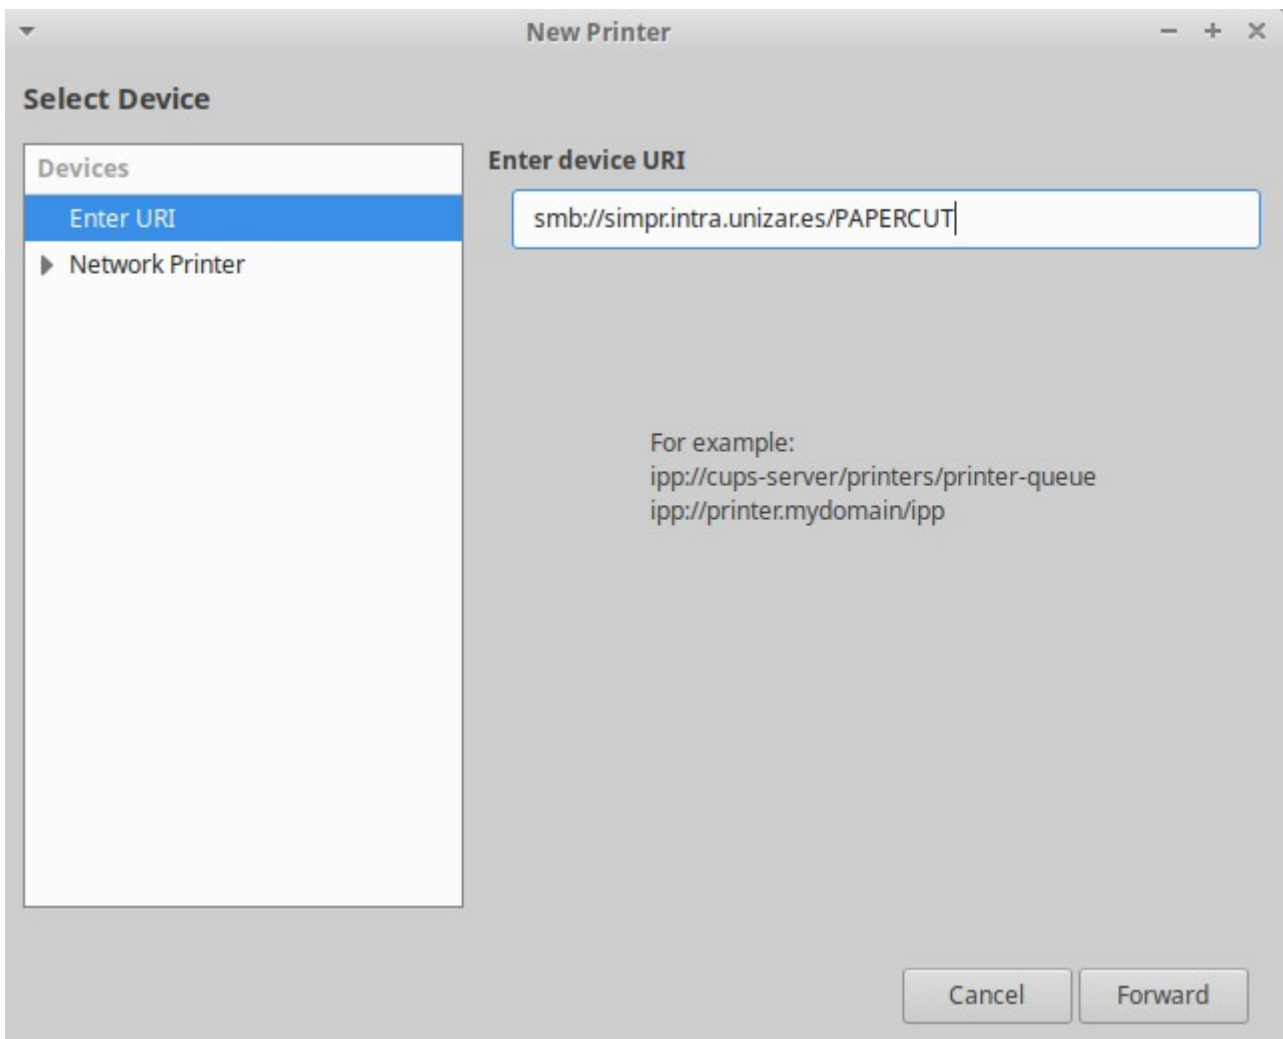 New Printer
Select Device
Devices
Enter URI
Network Printer
Enter device URI
smb://simpr.intra.unizar.es/PAPERCUT
For example:
ipp://cups-server/printers/printer-queue
ipp://printer.mydomain/ipp
Cancel
Forward